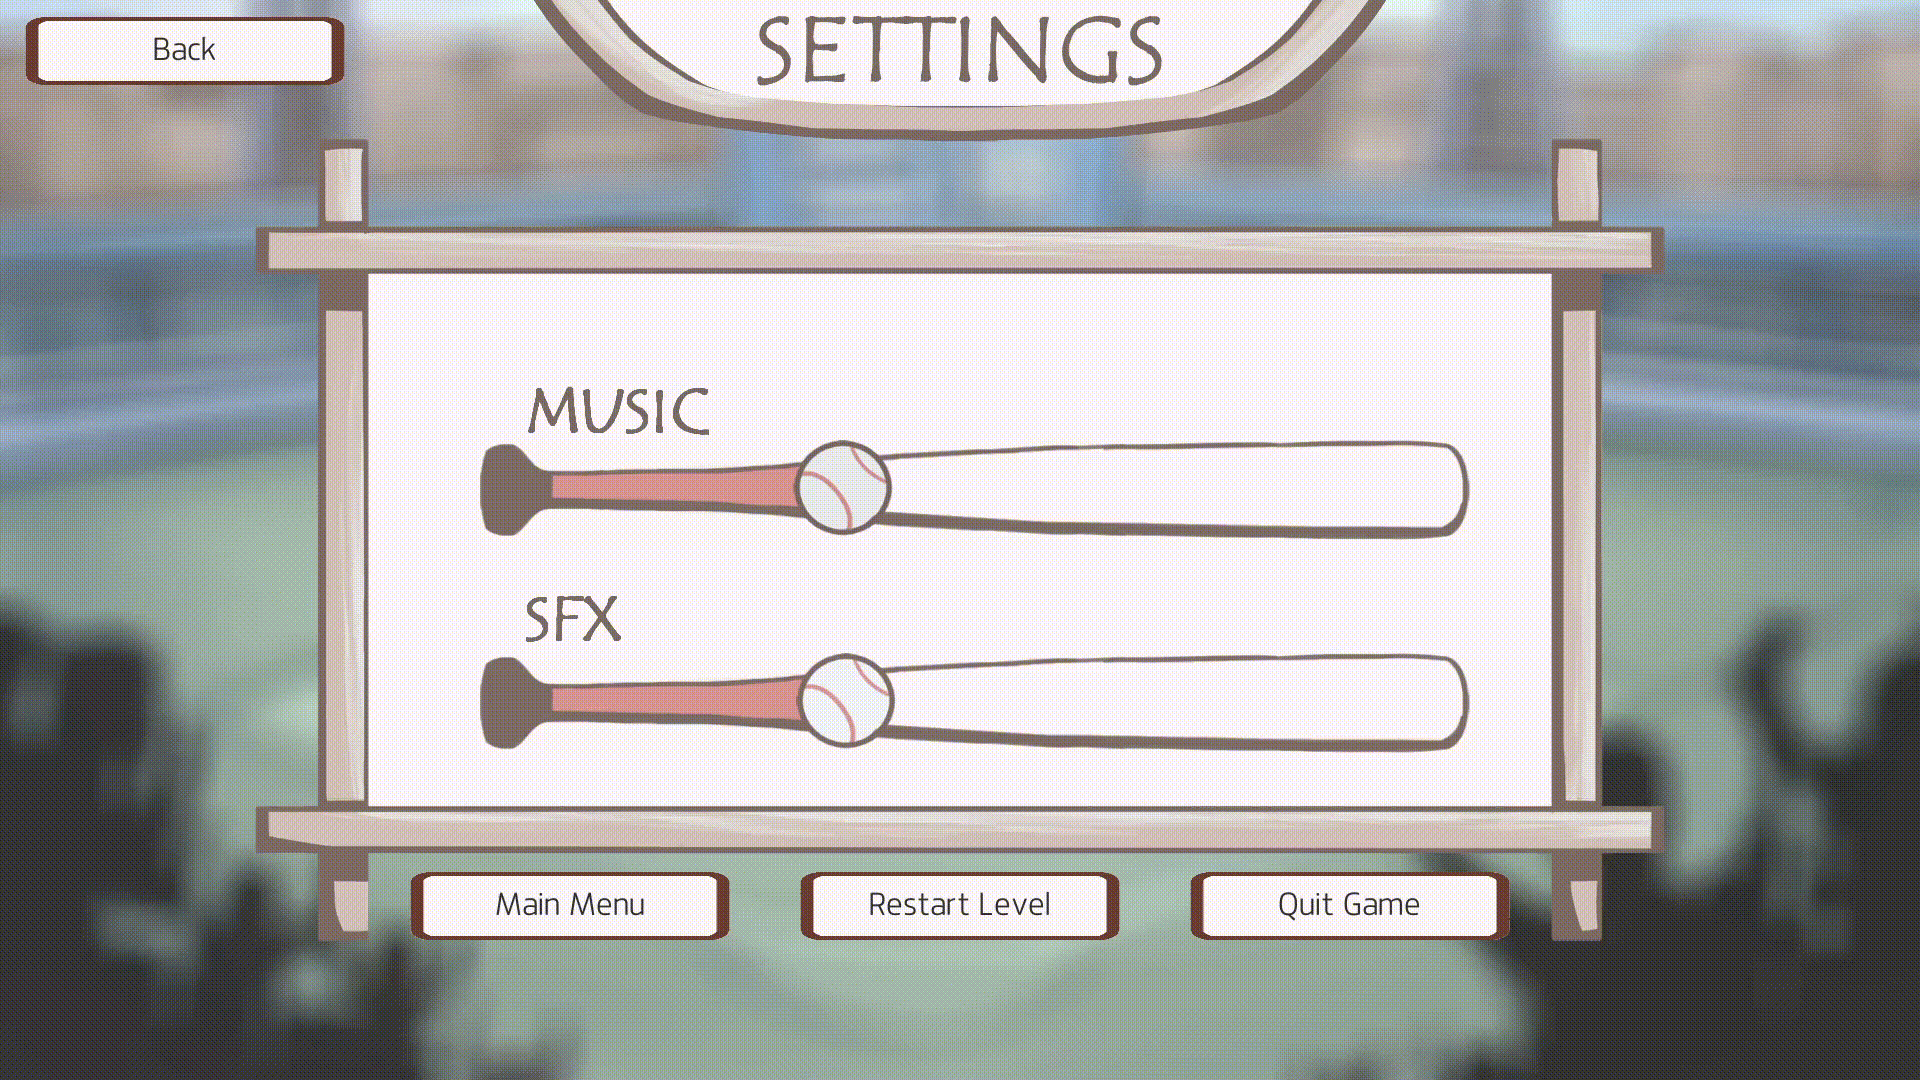 Back
SETTINGS
MUSIC
SFX
Main Menu
Restart Level
Quit Game